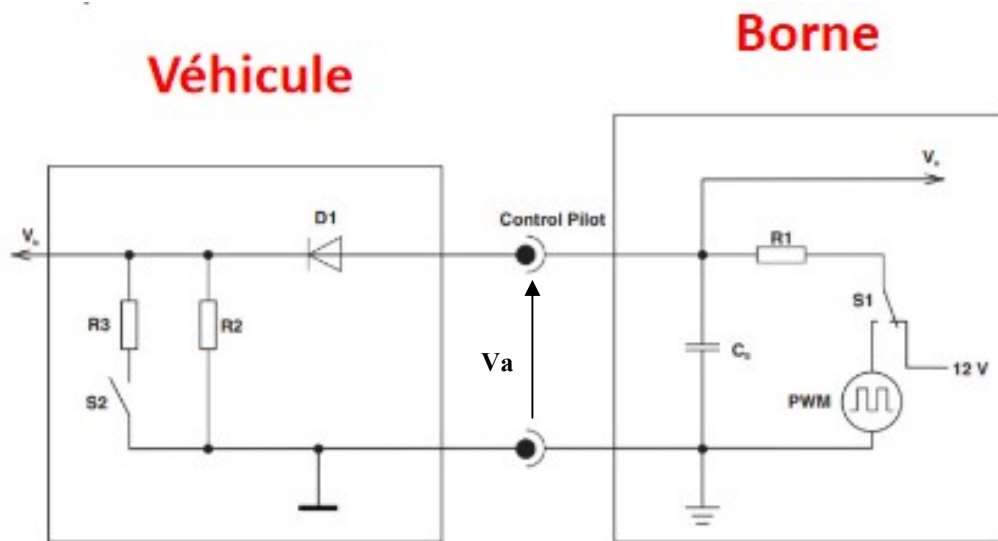 Borne
Véhicule
D1
Control Pilot
R1
S1
R3
R2
S2
Va
12 V
PWM